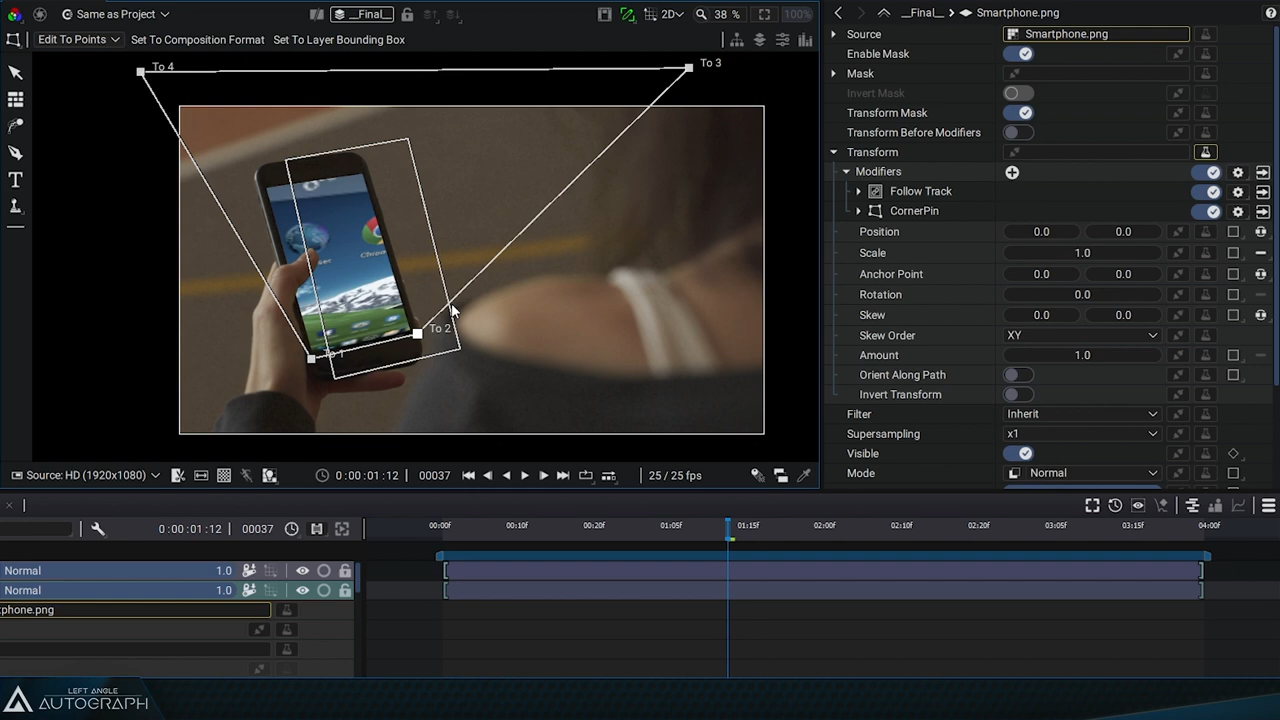 Same as Project
__Final__
2D
38 %
100%
__Final__
Smartphone.png
Edit To Points
Set To Composition Format
Set To Layer Bounding Box
Source
Smartphone.png
Enable Mask
Mask
Invert Mask
Transform Mask
Transform Before Modifiers
Transform
Modifiers
Follow Track
CornerPin
Position
0.0
0.0
Scale
1.0
Anchor Point
0.0
0.0
Rotation
0.0
Skew
0.0
0.0
Skew Order
XY
Amount
1.0
Orient Along Path
Invert Transform
Filter
Inherit
Supersampling
x1
Visible
Mode
Normal
To 4
To 3
To 2
To 1
Source: HD (1920x1080)
0:00:01:12
00037
25 / 25 fps
0:00:01:12
00037
00:00f
00:10f
00:20f
01:05f
01:15f
02:00f
02:10f
02:20f
03:05f
03:15f
04:00f
Normal
1.0
Normal
1.0
tphone.png
LEFT ANGLE
AUTOGRAPH